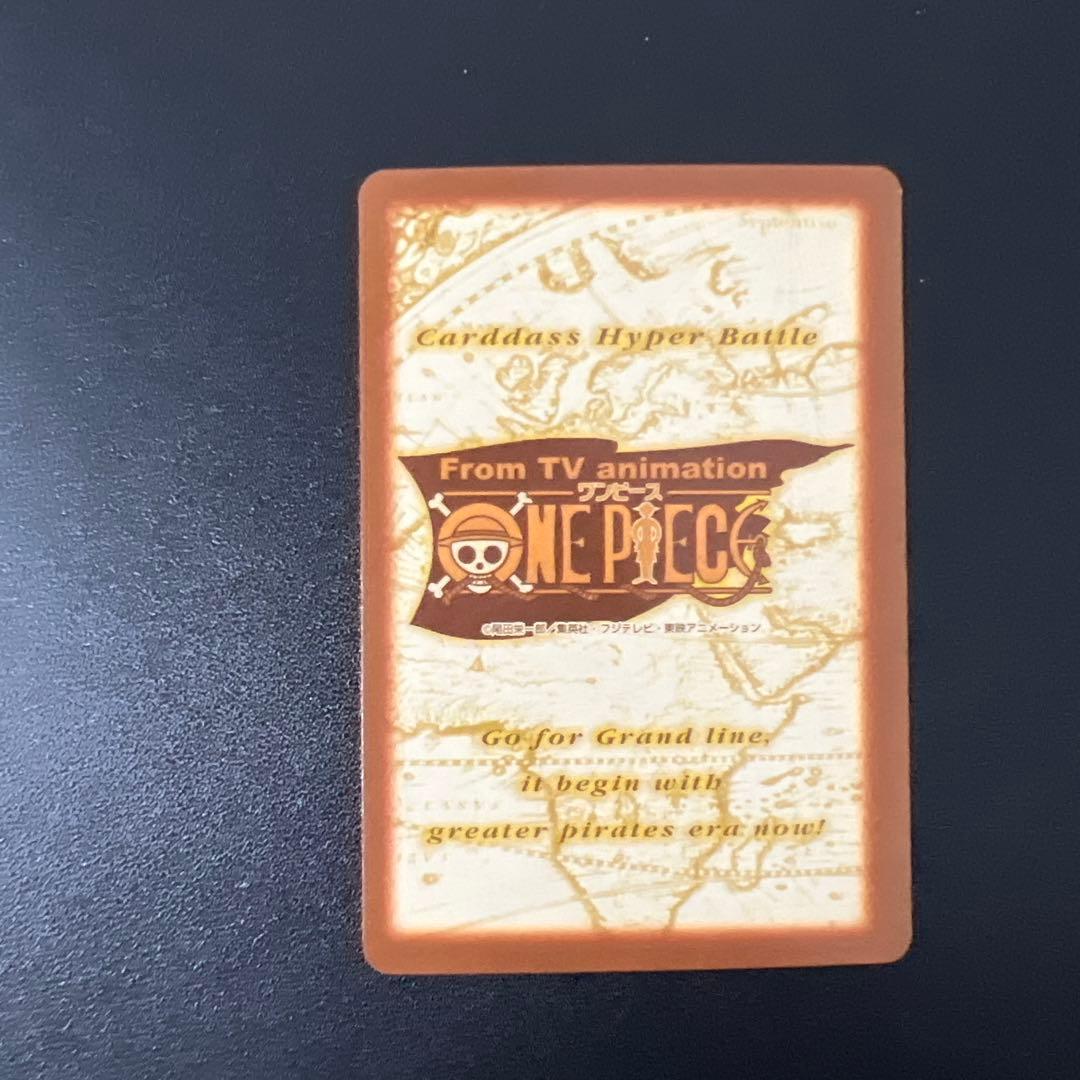 Septentrio
Carddass Hyper Battle
From TV animation
ワンピース
ONE PIECE
©尾田栄一郎/集英社・フジテレビ・東映アニメーション
Go for Grand line,
it begin with
greater pirates era now!